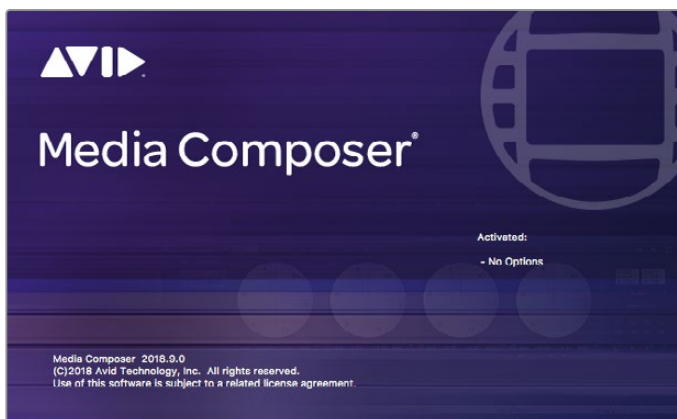 AVID
Media Composer®
Activated:
- No Options
Media Composer 2018.9.0
(C)2018 Avid Technology, Inc. All rights reserved.
Use of this software is subject to a related license agreement.